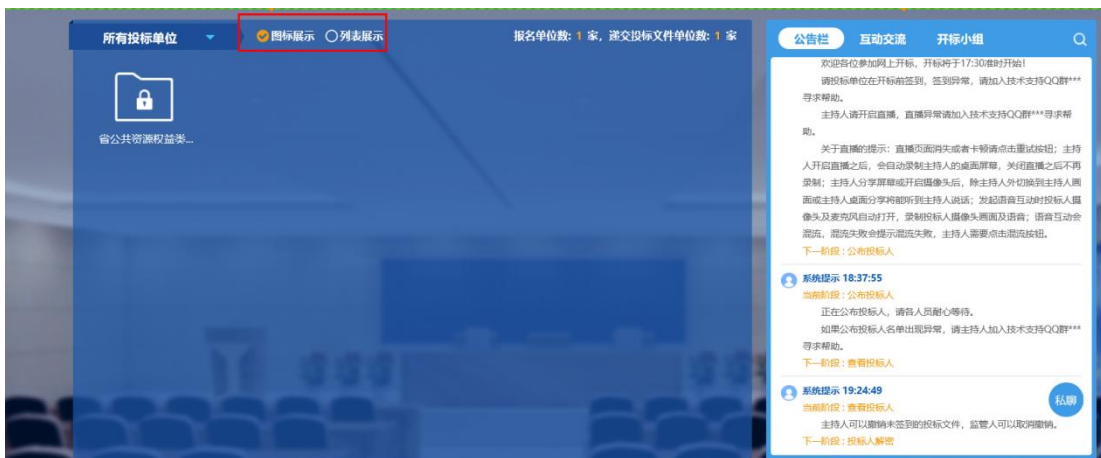 所有投标单位
图标展示 列表展示
报名单位数: 1 家, 递交投标文件单位数: 1 家
省公共资源权益类...
公告栏 互动交流 开标小组
欢迎各位参加网上开标, 开标将于17:30准时开始!
请投标单位在开标前签到, 签到异常, 请加入技术支持QQ群***
寻求帮助。
主持人请开启直播, 直播异常请加入技术支持QQ群***寻求帮
助。
关于直播的提示: 直播页面消失或者卡顿请点击重试按钮; 主持
人开启直播之后, 会自动录制主持人的桌面屏幕, 关闭直播之后不再
录制; 主持人分享屏幕或开启摄像头后, 除主持人外切换到主持人画
面或主持人桌面分享将能听到主持人说话; 发起语音互动时投标人摄
像头及麦克风自动打开, 录制投标人摄像头画面及语音; 语音互动会
混流, 混流失败会提示混流失败, 主持人需要点击混流按钮。
下一阶段 : 公布投标人
系统提示 18:37:55
当前阶段 : 公布投标人
正在公布投标人, 请各人员耐心等待。
如果公布投标人名单出现异常, 请主持人加入技术支持QQ群***
寻求帮助。
下一阶段 : 查看投标人
系统提示 19:24:49
当前阶段 : 查看投标人
主持人可以撤销未签到的投标文件, 监管人可以取消撤销。
下一阶段 : 投标人解密
私聊